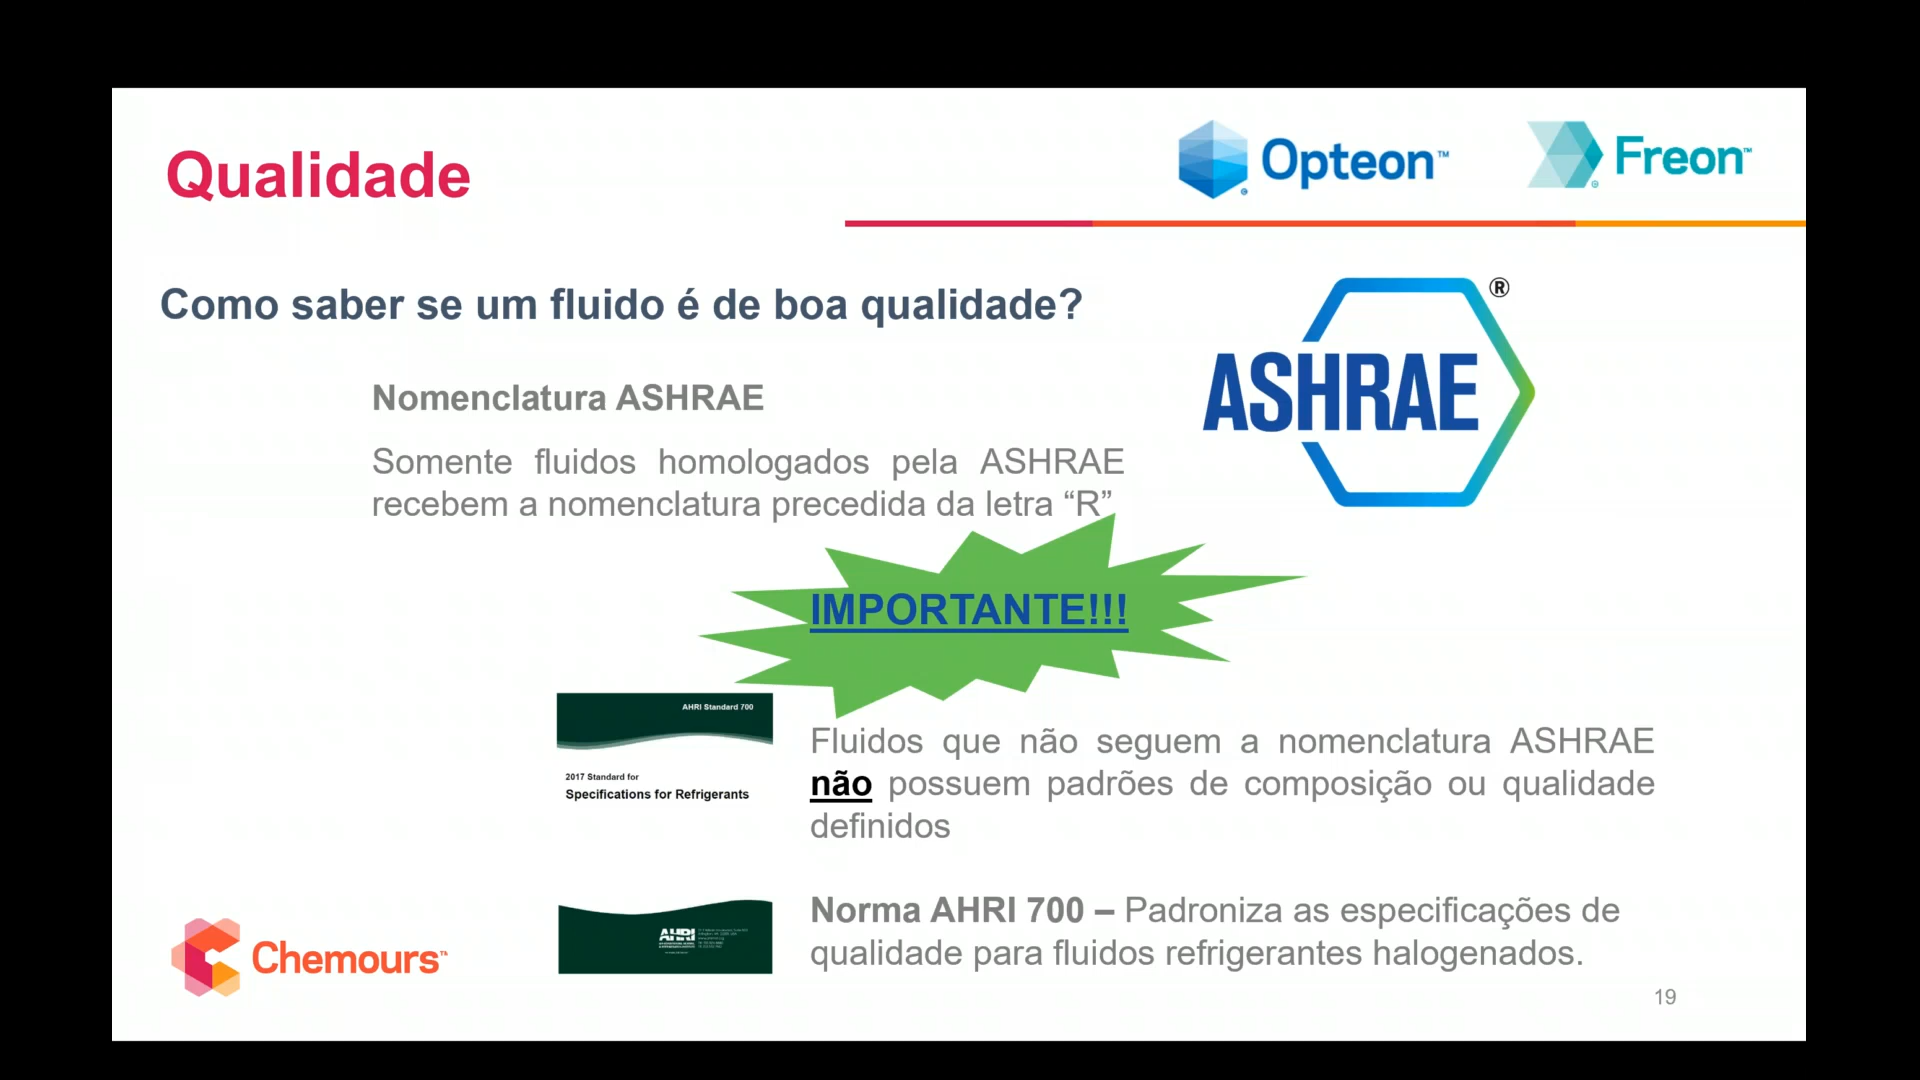 Qualidade
Opteon™
Freon™
Como saber se um fluido é de boa qualidade?
ASHRAE®
Nomenclatura ASHRAE
Somente fluidos homologados pela ASHRAE
recebem a nomenclatura precedida da letra “R”
IMPORTANTE!!!
AHRI Standard 700
2017 Standard for
Specifications for Refrigerants
Fluidos que não seguem a nomenclatura ASHRAE
não possuem padrões de composição ou qualidade
definidos
AHRI
Norma AHRI 700 – Padroniza as especificações de
qualidade para fluidos refrigerantes halogenados.
Chemours™
19